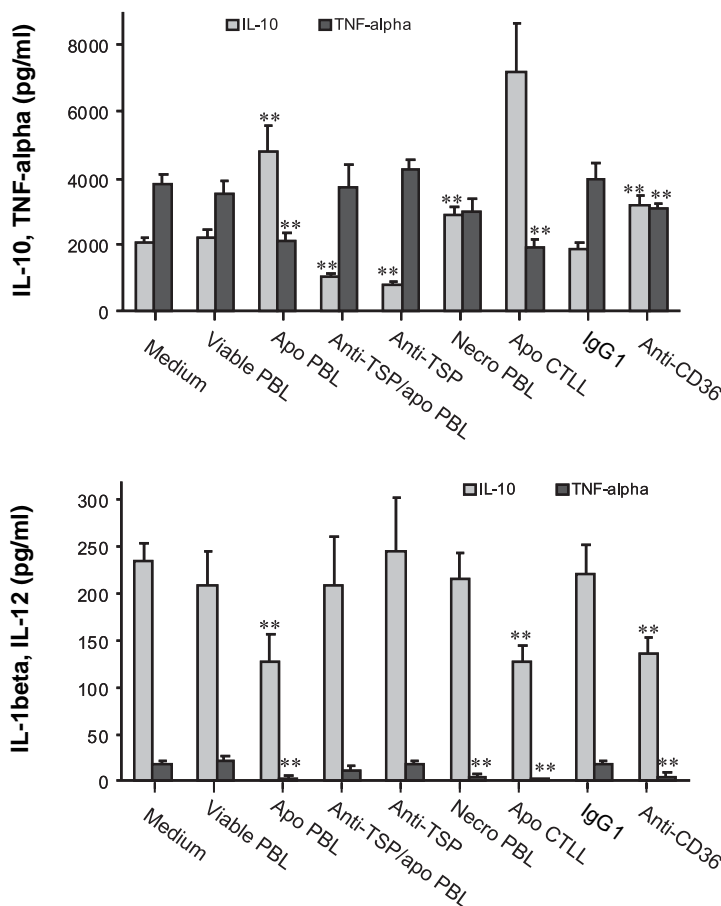 IL-10 TNF-alpha
IL-10, TNF-alpha (pg/ml)
8000
6000
4000
2000
0
** ** ** ** ** ** ** **
Medium Viable PBL Apo PBL Anti-TSP/apo PBL Anti-TSP Necro PBL Apo CTLL IgG1 Anti-CD36
IL-10 TNF-alpha
IL-1beta, IL-12 (pg/ml)
300
250
200
150
100
50
0
** ** ** ** ** ** **
Medium Viable PBL Apo PBL Anti-TSP/apo PBL Anti-TSP Necro PBL Apo CTLL IgG1 Anti-CD36